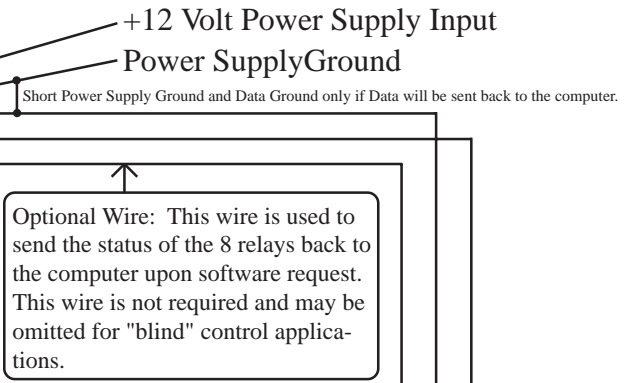 +12 Volt Power Supply Input
Power SupplyGround
Short Power Supply Ground and Data Ground only if Data will be sent back to the computer.
Optional Wire:  This wire is used to
send the status of the 8 relays back to
the computer upon software request.
This wire is not required and may be
omitted for "blind" control applica-
tions.